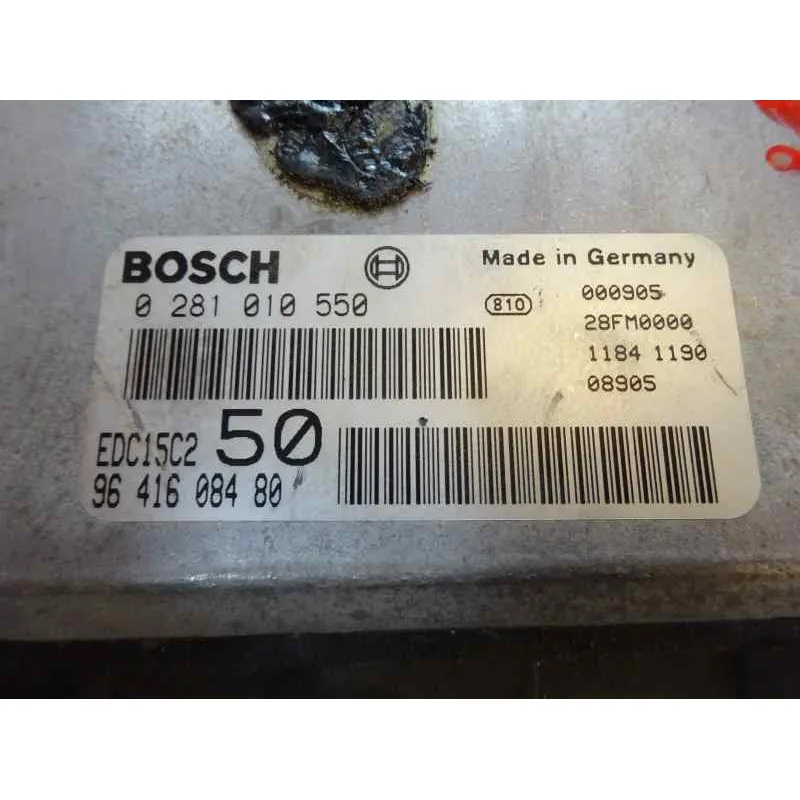 BOSCH
Made in Germany
0 281 010 550
810
000905
28FM0000
1184 1190
08905
EDC15C2 50
96 416 084 80